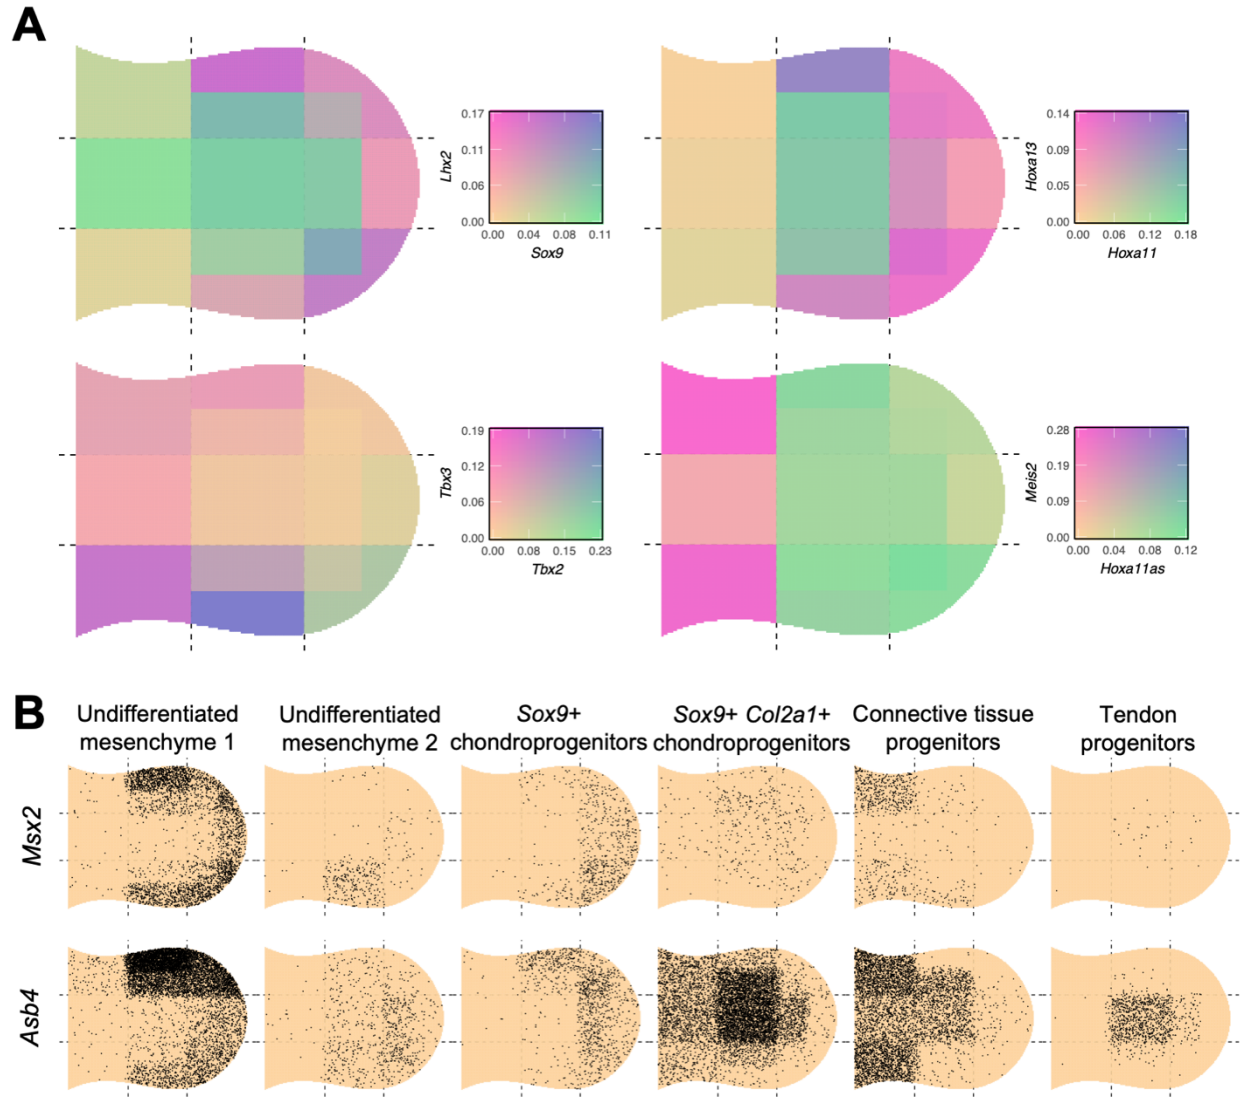 A
0.17
0.11
0.06
0.00
Lhx2
0.00 0.04 0.08 0.11
Sox9
0.14
0.09
0.05
0.00
Hoxa13
0.00 0.06 0.12 0.18
Hoxa11
0.19
0.12
0.06
0.00
Tbx3
0.00 0.08 0.15 0.23
Tbx2
0.28
0.19
0.09
0.00
Meis2
0.00 0.04 0.08 0.12
Hoxa11as
B
Undifferentiated
mesenchyme 1
Undifferentiated
mesenchyme 2
Sox9+
chondroprogenitors
Sox9+ Col2a1+
chondroprogenitors
Connective tissue
progenitors
Tendon
progenitors
Msx2
Asb4